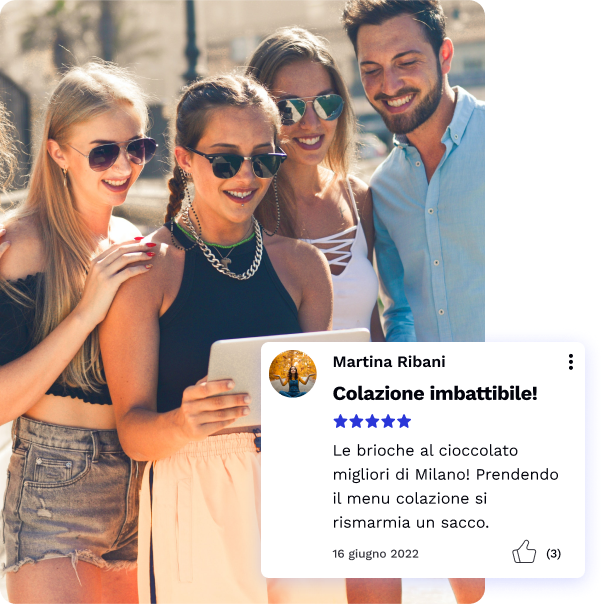 Martina Ribani
Colazione imbattibile!
Le brioche al cioccolato
migliori di Milano! Prendendo
il menu colazione si
rismarmia un sacco.
16 giugno 2022
(3)